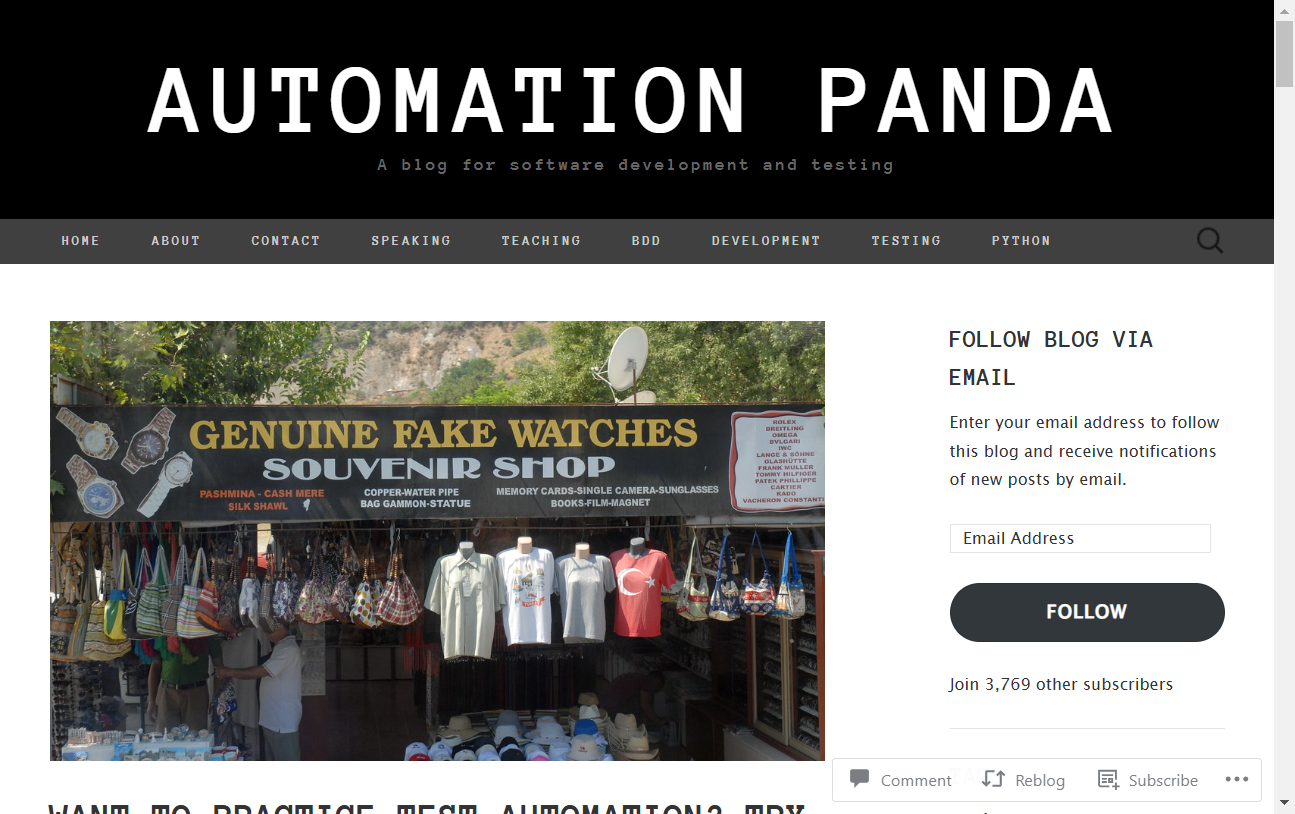 AUTOMATION PANDA
A blog for software development and testing
HOME ABOUT CONTACT SPEAKING TEACHING BDD DEVELOPMENT TESTING PYTHON
GENUINE FAKE WATCHES
SOUVENIR SHOP
PASHMINA - CASH MERE
SILK SHAWL
COPPER-WATER PIPE
BAG GAMMON-STATUE
MEMORY CARDS-SINGLE CAMERA-SUNGLASSES
BOOKS-FILM-MAGNET
ROLEX
BREITLING
OMEGA
BVLGARI
IWC
LANGE & SÖHNE
GLASHÜTTE
FRANK MULLER
TOMMY HILFIGER
PATEK PHILLIPPE
CARTIER
RADO
VACHERON CONSTANTI
WANT TO PRACTICE TEST AUTOMATION? TRY
FOLLOW BLOG VIA
EMAIL
Enter your email address to follow
this blog and receive notifications
of new posts by email.
Email Address
FOLLOW
Join 3,769 other subscribers
Comment Reblog Subscribe